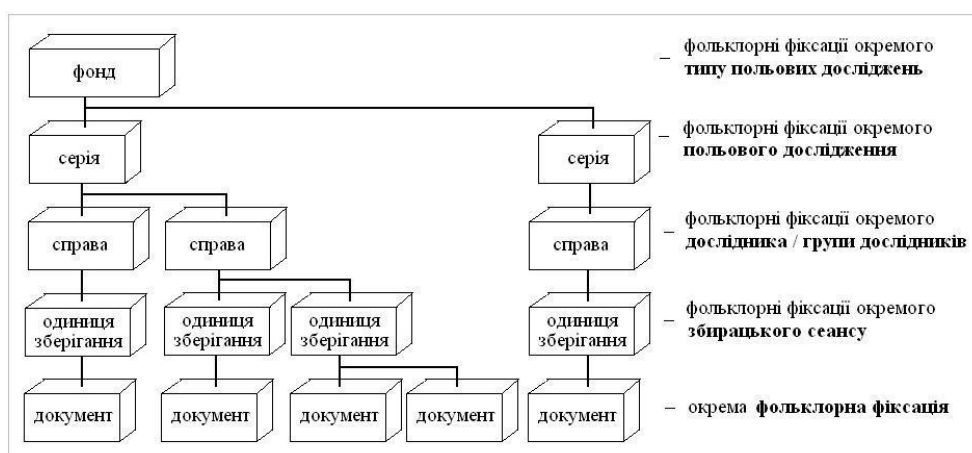 фонд
– фольклорні фіксації окремого
типу польових досліджень
серія
серія
– фольклорні фіксації окремого
польового дослідження
справа
справа
справа
– фольклорні фіксації окремого
дослідника / групи дослідників
одиниця
зберігання
одиниця
зберігання
одиниця
зберігання
одиниця
зберігання
– фольклорні фіксації окремого
збирацького сеансу
документ
документ
документ
документ
документ
– окрема фольклорна фіксація